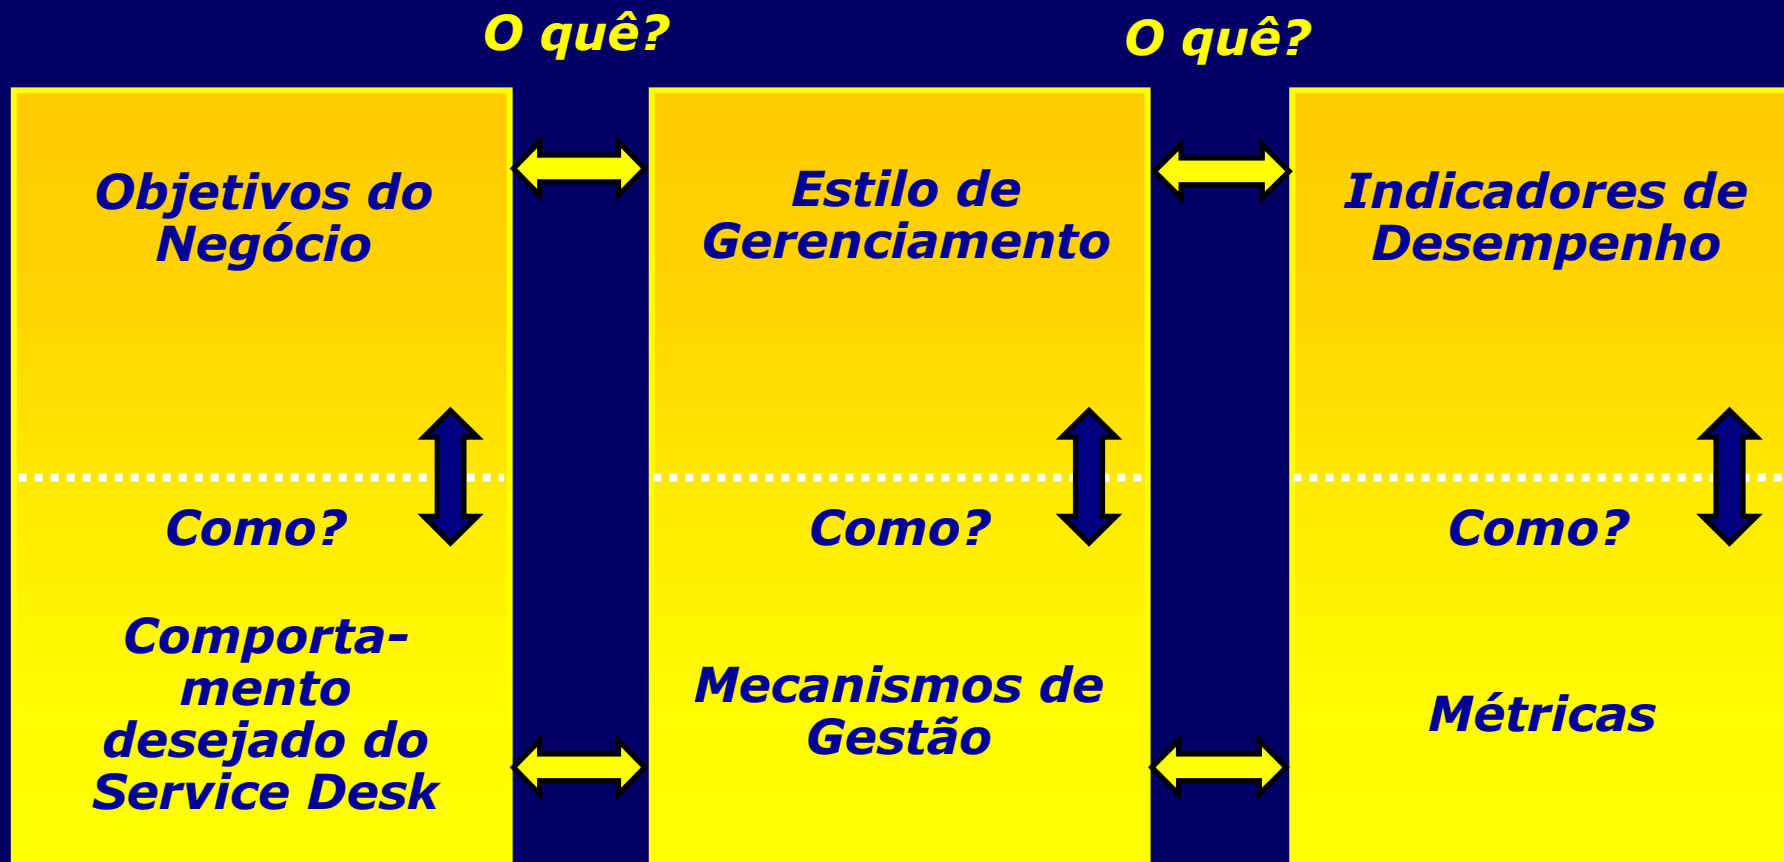 O quê?
O quê?
Objetivos do
Negócio
Estilo de
Gerenciamento
Indicadores de
Desempenho
Como?
Como?
Como?
Comporta-
mento
desejado do
Service Desk
Mecanismos de
Gestão
Métricas